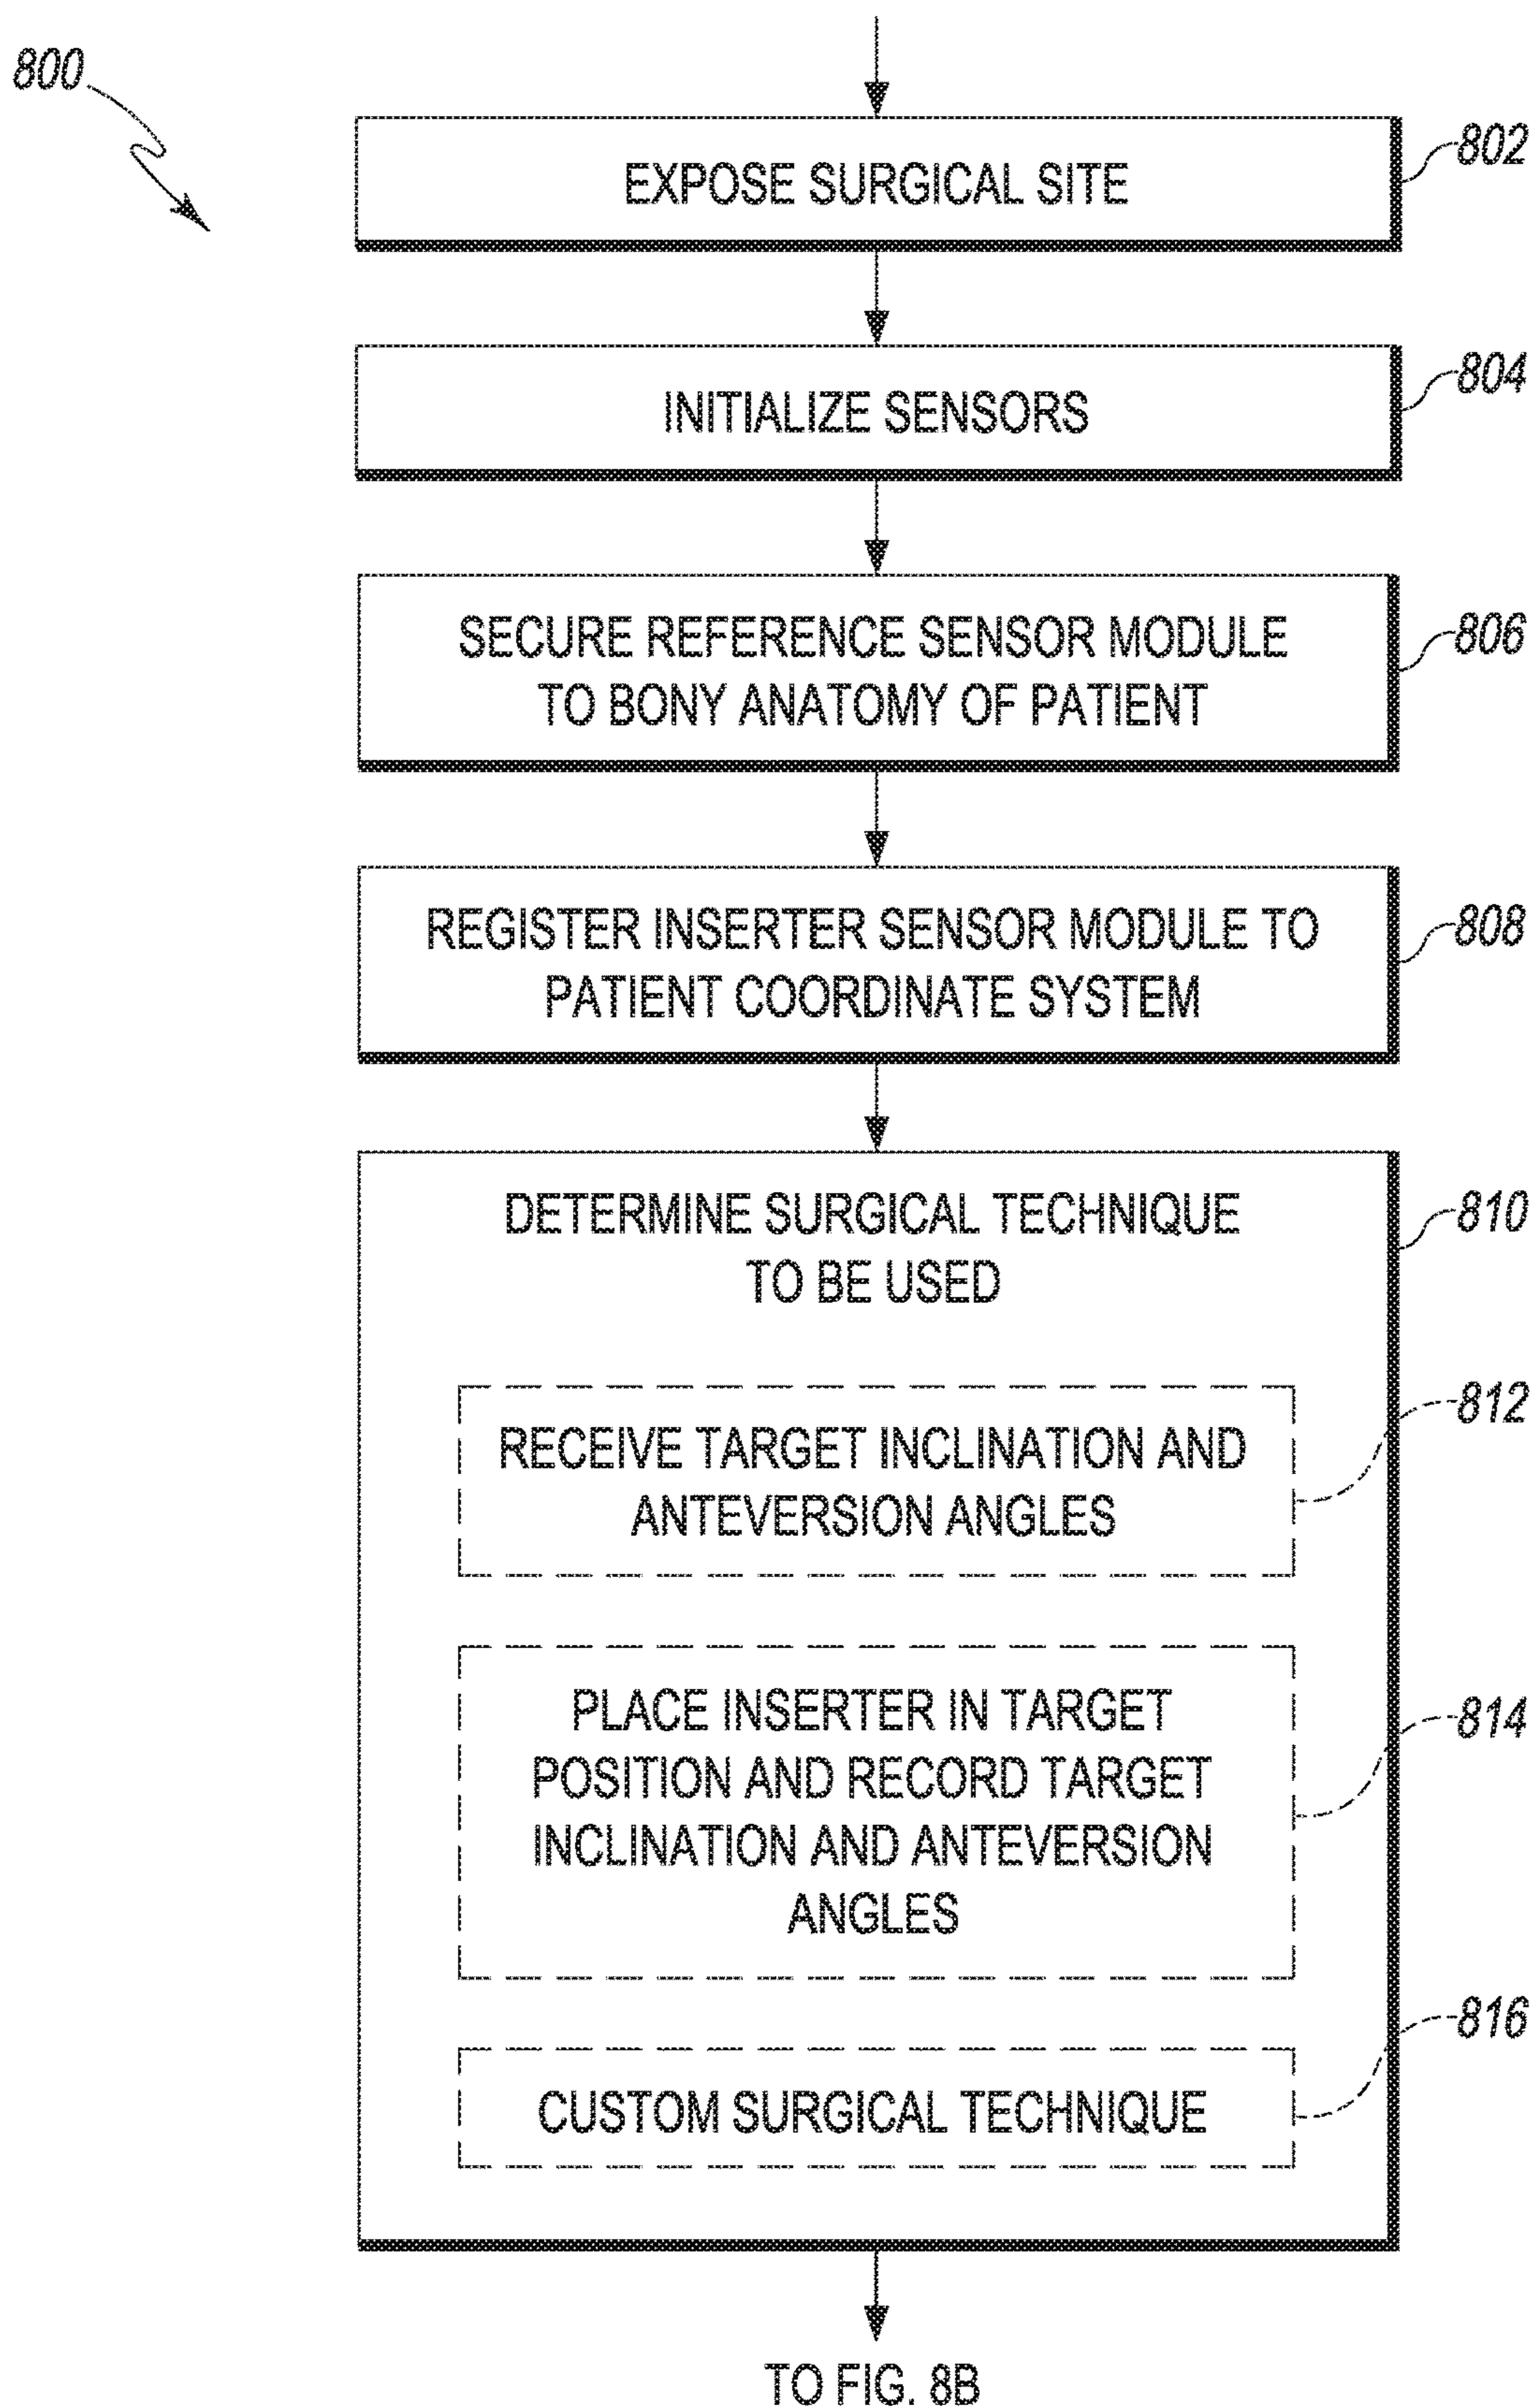 800
EXPOSE SURGICAL SITE
802
INITIALIZE SENSORS
804
SECURE REFERENCE SENSOR MODULE
TO BONY ANATOMY OF PATIENT
806
REGISTER INSERTER SENSOR MODULE TO
PATIENT COORDINATE SYSTEM
808
DETERMINE SURGICAL TECHNIQUE
TO BE USED
810
RECEIVE TARGET INCLINATION AND
ANTEVERSION ANGLES
812
PLACE INSERTER IN TARGET
POSITION AND RECORD TARGET
INCLINATION AND ANTEVERSION
ANGLES
814
CUSTOM SURGICAL TECHNIQUE
816
TO FIG. 8B